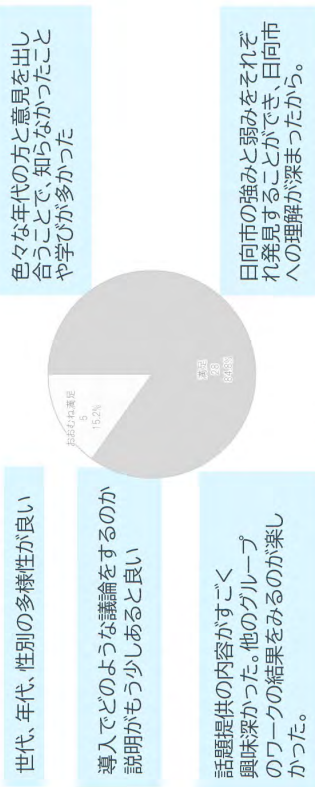 世代、年代、性別の多様性が良い
導入でどのような議論をするのか
説明がもう少しあると良い
話題提供の内容がすごく
興味深かった。他のグループ
のワークの結果をみるのが楽し
かった。
おおむね満足
5
15.2%
満足
28
84.8%
色々な年代の方と意見を出し
合うことで、知らなかったこと
や学びが多かった
日向市の強みと弱みをそれぞ
れ発見することができ、日向市
への理解が深まったから。